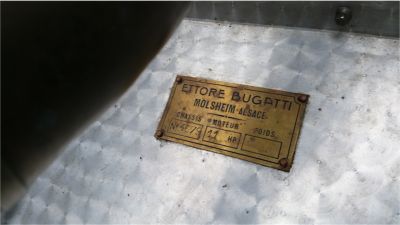 ETTORE BUGATTI
MOLSHEIM-ALSACE
CHASSIS "MOTEUR" POIDS
HP